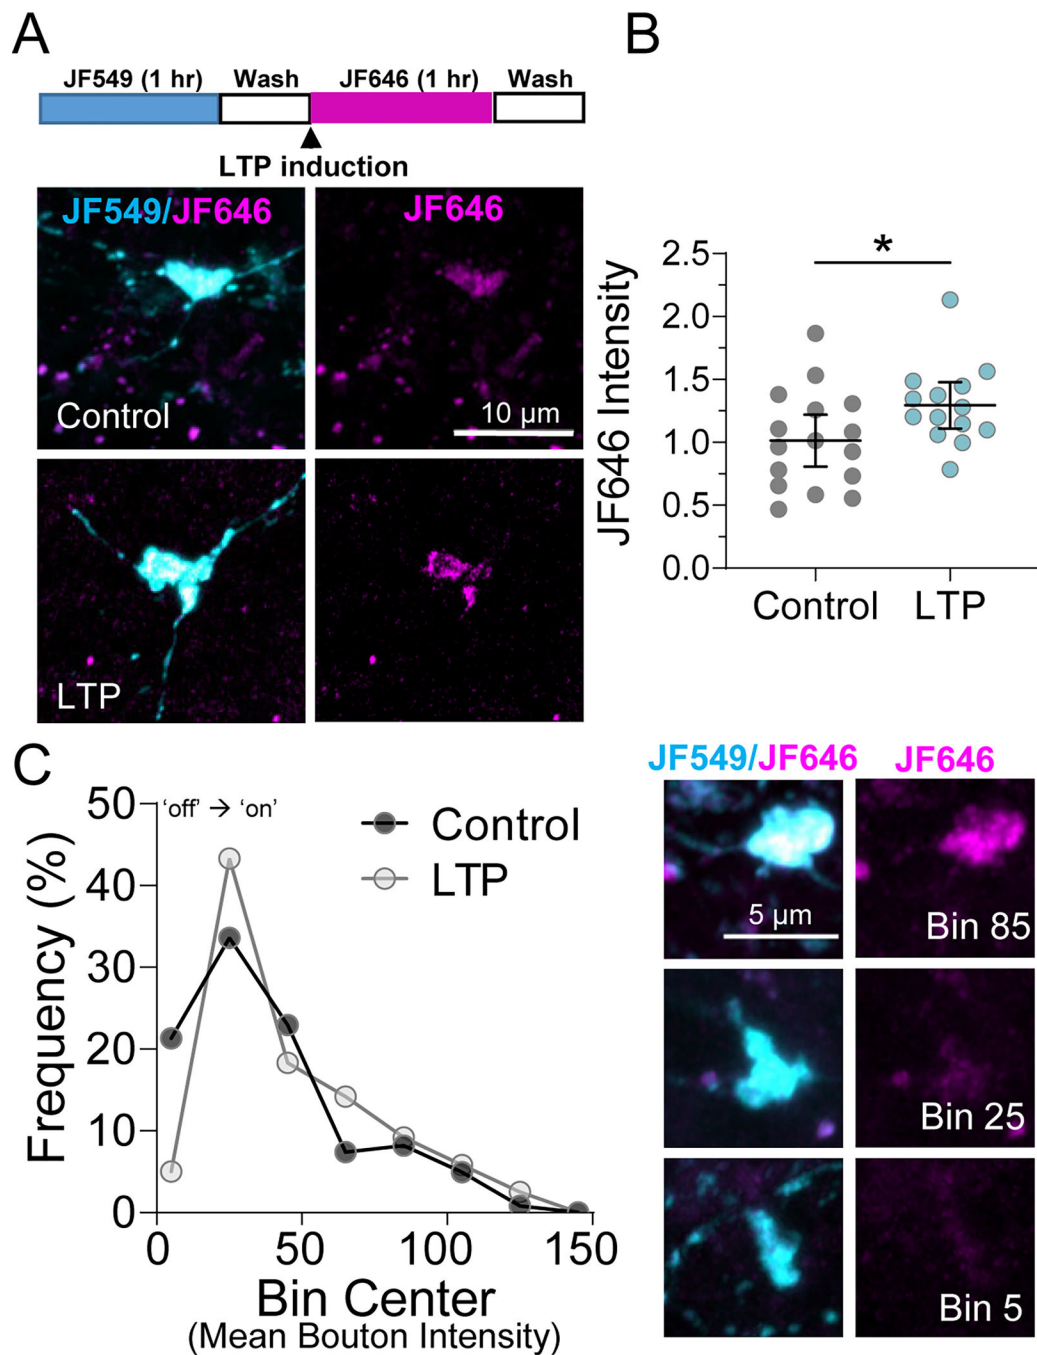 A
JF549 (1 hr) Wash JF646 (1 hr) Wash
LTP induction
JF549/JF646 JF646
Control
10 µm
LTP
B
JF646 Intensity
2.5
2.0
1.5
1.0
0.5
0.0
*
Control LTP
C
Frequency (%)
50
40
30
20
10
0
'off' → 'on'
Control
LTP
0 50 100 150
Bin Center
(Mean Bouton Intensity)
JF549/JF646 JF646
5 µm
Bin 85
Bin 25
Bin 5